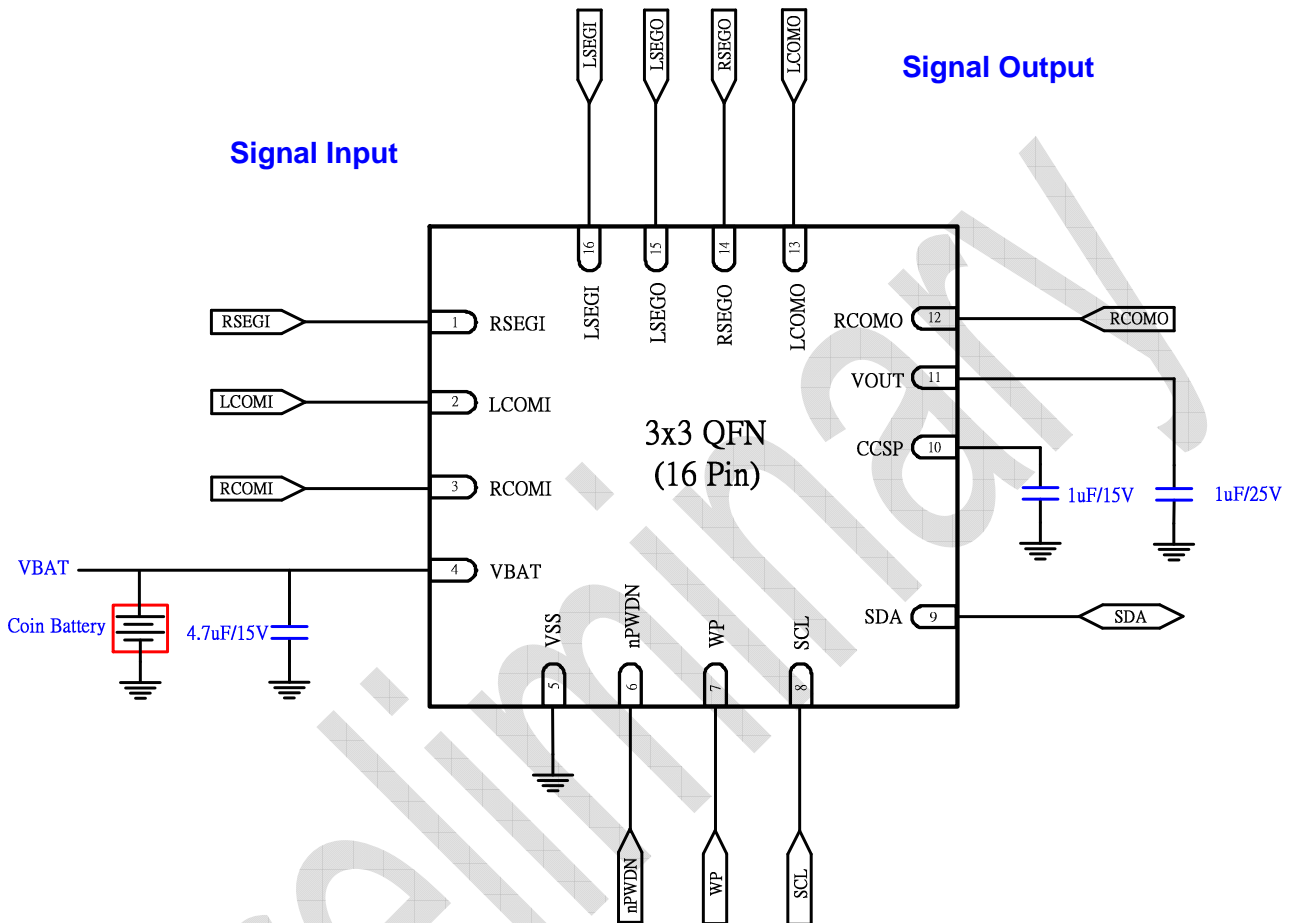 LSEGI
LSEGO
RSEGO
LCOMO
Signal Output
Signal Input
16
15
14
13
LSEGI
LSEGO
RSEGO
LCOMO
RSEGI
1
RSEGI
RCOMO
12
RCOMO
VOUT
11
LCOMI
2
LCOMI
3x3 QFN
(16 Pin)
CCSP
10
RCOMI
3
RCOMI
1uF/15V
1uF/25V
VBAT
4
VBAT
Coin Battery
4.7uF/15V
SDA
9
SDA
VSS
nPWDN
WP
SCL
5
6
7
8
nPWDN
WP
SCL
eliminary